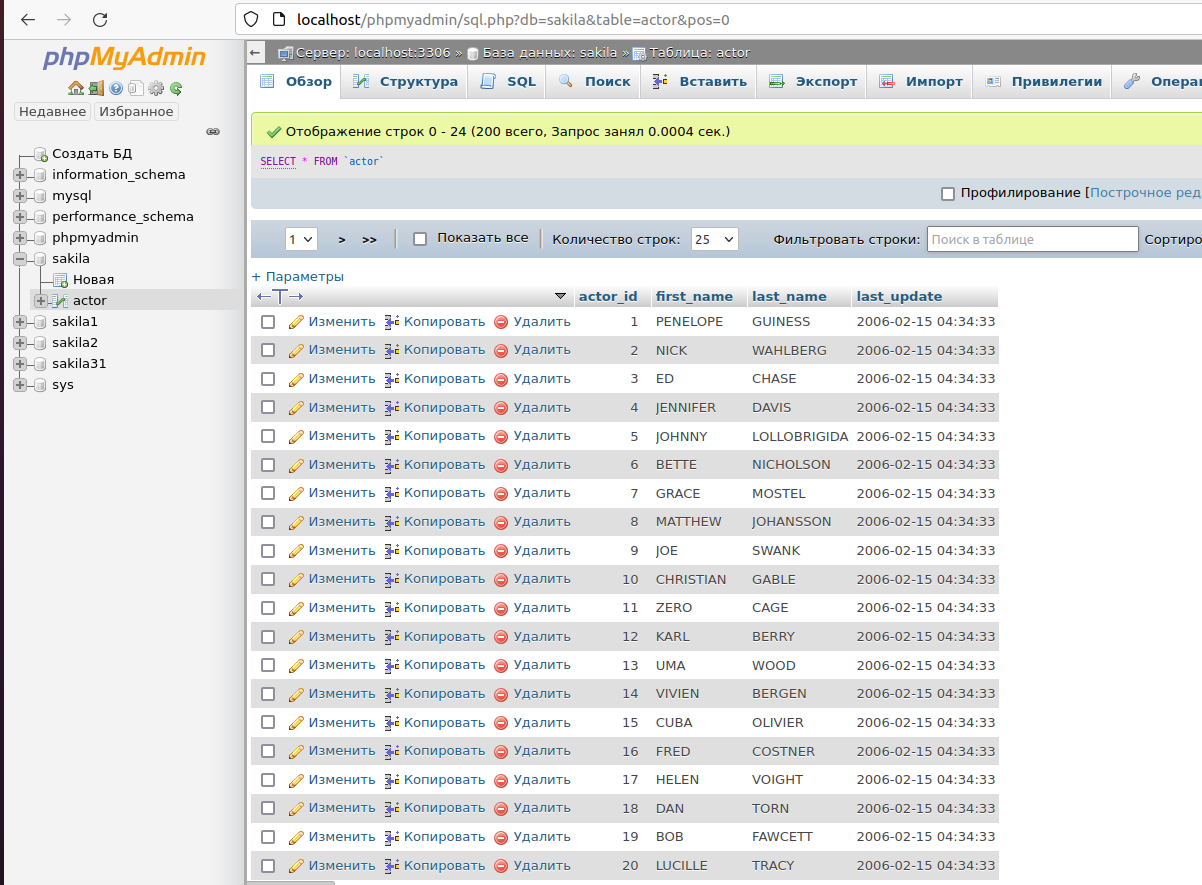 localhost/phpmyadmin/sql.php?db=sakila&table=actor&pos=0
phpMyAdmin
Недавнее Избранное
Создать БД
information_schema
mysql
performance_schema
phpmyadmin
sakila
Новая
actor
sakila1
sakila2
sakila31
sys
Сервер: localhost:3306 » База данных: sakila » Таблица: actor
Обзор Структура SQL Поиск Вставить Экспорт Импорт Привилегии Операц
Отображение строк 0 - 24 (200 всего, Запрос занял 0.0004 сек.)
SELECT * FROM `actor`
Профилирование [Построчное ред
1 > >> Показать все Количество строк: 25 Фильтровать строки: Поиск в таблице Сортиро
+ Параметры
←T→ actor_id first_name last_name last_update
Изменить Копировать Удалить 1 PENELOPE GUINESS 2006-02-15 04:34:33
Изменить Копировать Удалить 2 NICK WAHLBERG 2006-02-15 04:34:33
Изменить Копировать Удалить 3 ED CHASE 2006-02-15 04:34:33
Изменить Копировать Удалить 4 JENNIFER DAVIS 2006-02-15 04:34:33
Изменить Копировать Удалить 5 JOHNNY LOLLOBRIGIDA 2006-02-15 04:34:33
Изменить Копировать Удалить 6 BETTE NICHOLSON 2006-02-15 04:34:33
Изменить Копировать Удалить 7 GRACE MOSTEL 2006-02-15 04:34:33
Изменить Копировать Удалить 8 MATTHEW JOHANSSON 2006-02-15 04:34:33
Изменить Копировать Удалить 9 JOE SWANK 2006-02-15 04:34:33
Изменить Копировать Удалить 10 CHRISTIAN GABLE 2006-02-15 04:34:33
Изменить Копировать Удалить 11 ZERO CAGE 2006-02-15 04:34:33
Изменить Копировать Удалить 12 KARL BERRY 2006-02-15 04:34:33
Изменить Копировать Удалить 13 UMA WOOD 2006-02-15 04:34:33
Изменить Копировать Удалить 14 VIVIEN BERGEN 2006-02-15 04:34:33
Изменить Копировать Удалить 15 CUBA OLIVIER 2006-02-15 04:34:33
Изменить Копировать Удалить 16 FRED COSTNER 2006-02-15 04:34:33
Изменить Копировать Удалить 17 HELEN VOIGHT 2006-02-15 04:34:33
Изменить Копировать Удалить 18 DAN TORN 2006-02-15 04:34:33
Изменить Копировать Удалить 19 BOB FAWCETT 2006-02-15 04:34:33
Изменить Копировать Удалить 20 LUCILLE TRACY 2006-02-15 04:34:33